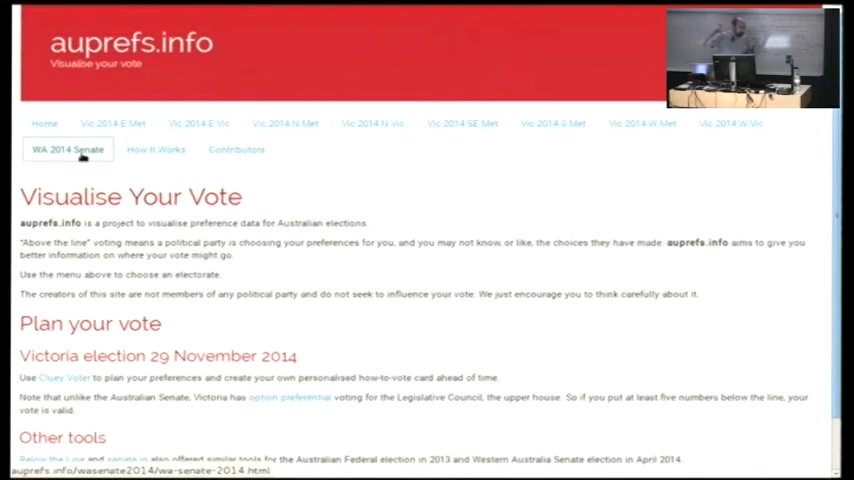 auprefs.info
Visualise your vote
Home Vic 2014 E.Met Vic 2014 E.Vic Vic 2014 N.Met Vic 2014 N.Vic Vic 2014 SE.Met Vic 2014 S.Met Vic 2014 W.Met Vic 2014 W.Vic
WA 2014 Senate How It Works Contributors
Visualise Your Vote
auprefs.info is a project to visualise preference data for Australian elections.
"Above the line" voting means a political party is choosing your preferences for you, and you may not know, or like, the choices they have made. auprefs.info aims to give you
better information on where your vote might go.
Use the menu above to choose an electorate.
The creators of this site are not members of any political party and do not seek to influence your vote. We just encourage you to think carefully about it.
Plan your vote
Victoria election 29 November 2014
Use Cluey Voter to plan your preferences and create your own personalised how-to-vote card ahead of time.
Note that unlike the Australian Senate, Victoria has option preferential voting for the Legislative Council, the upper house. So if you put at least five numbers below the line, your
vote is valid.
Other tools
Below the Line and senate.io also offered similar tools for the Australian Federal election in 2013 and Western Australia Senate election in April 2014.
auprefs.info/wasenate2014/wa-senate-2014.html